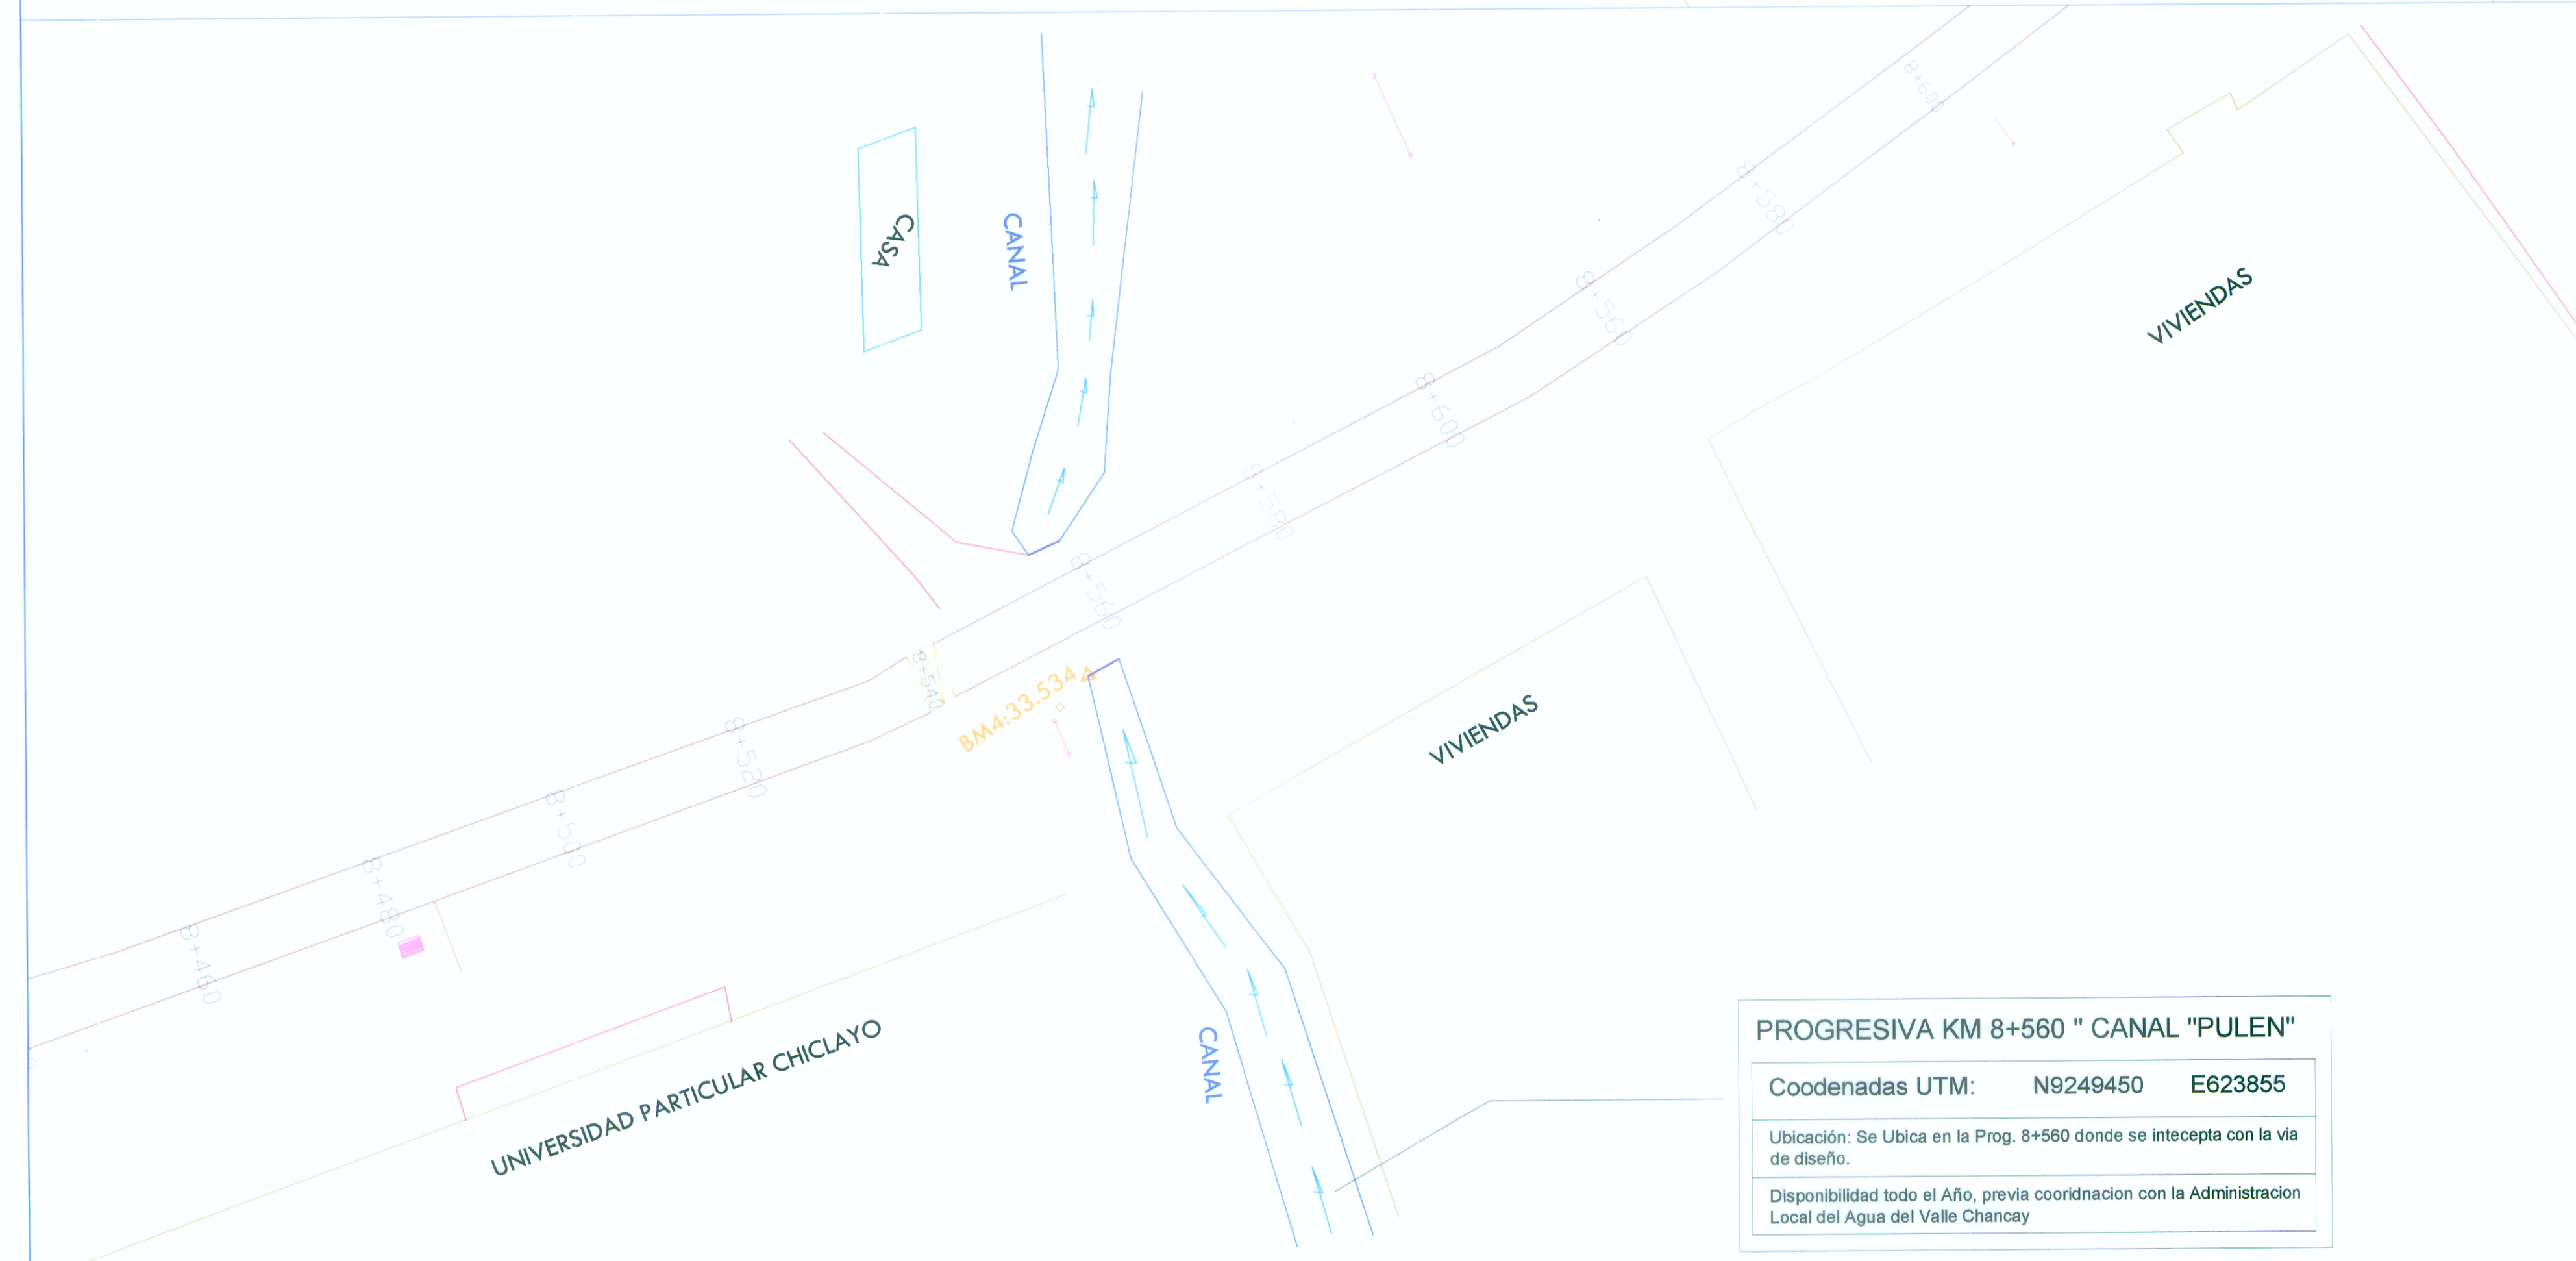 8+600
8+580
8+560
8+600
8+580
8+560
8+540
8+520
8+500
8+480
8+460
CASA
CANAL
VIVIENDAS
BM4:33.534
VIVIENDAS
UNIVERSIDAD PARTICULAR CHICLAYO
CANAL
PROGRESIVA KM 8+560 " CANAL "PULEN"
Coodenadas UTM: N9249450 E623855
Ubicación: Se Ubica en la Prog. 8+560 donde se intecepta con la via
de diseño.
Disponibilidad todo el Año, previa cooridnacion con la Administracion
Local del Agua del Valle Chancay